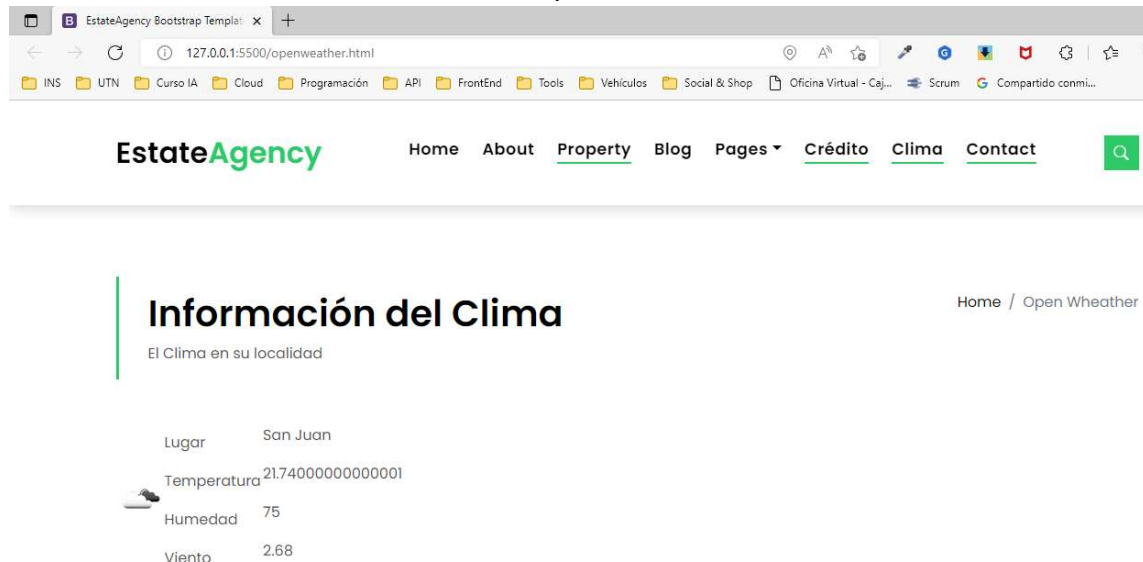 EstateAgency Bootstrap Templat
127.0.0.1:5500/openweather.html
INS UTN Curso IA Cloud Programación API FrontEnd Tools Vehículos Social & Shop Oficina Virtual - Caj... Scrum Compartido conmi...
EstateAgency Home About Property Blog Pages Crédito Clima Contact
Información del Clima
Home / Open Wheather
El Clima en su localidad
Lugar San Juan
Temperatura 21.74000000000001
Humedad 75
Viento 2.68